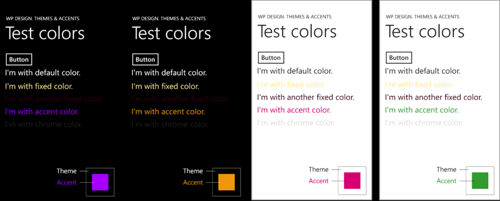 WP DESIGN. THEMES & ACCENTS
Test colors
Button
I'm with default color.
I'm with fixed color.
I'm with another fixed color.
I'm with accent color.
I'm with chrome color.
Theme
Accent
WP DESIGN. THEMES & ACCENTS
Test colors
Button
I'm with default color.
I'm with fixed color.
I'm with another fixed color.
I'm with accent color.
I'm with chrome color.
Theme
Accent
WP DESIGN. THEMES & ACCENTS
Test colors
Button
I'm with default color.
I'm with fixed color.
I'm with another fixed color.
I'm with accent color.
I'm with chrome color.
Theme
Accent
WP DESIGN. THEMES & ACCENTS
Test colors
Button
I'm with default color.
I'm with fixed color.
I'm with another fixed color.
I'm with accent color.
I'm with chrome color.
Theme
Accent